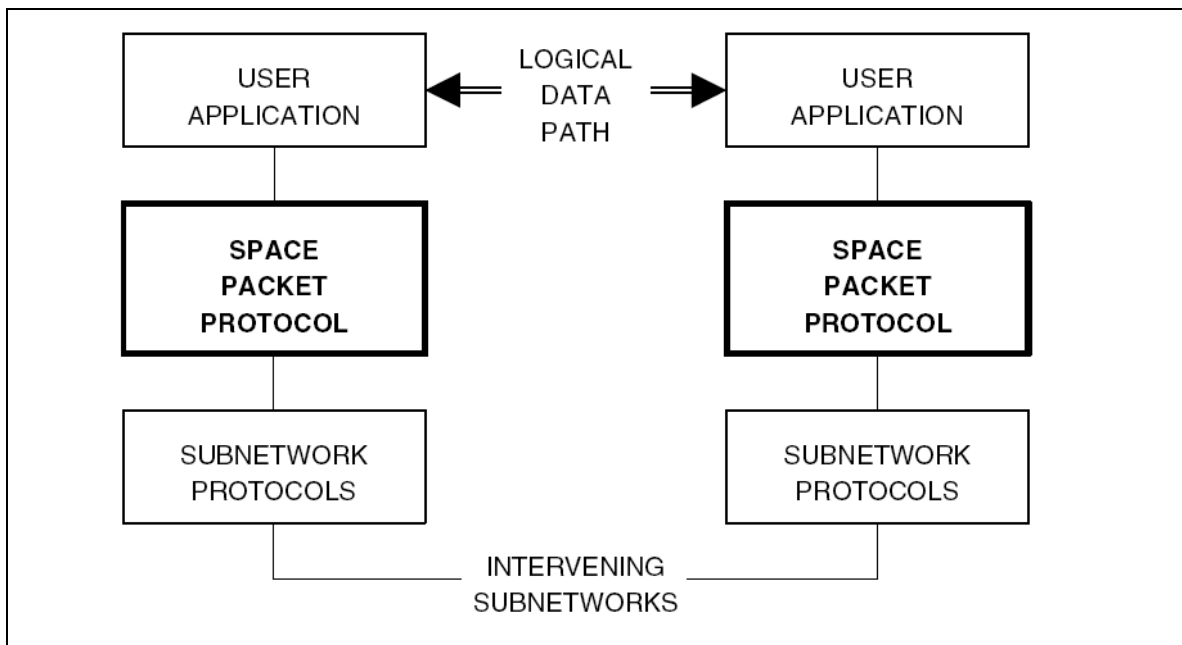 USER
APPLICATION
LOGICAL
DATA
PATH
USER
APPLICATION
SPACE
PACKET
PROTOCOL
SPACE
PACKET
PROTOCOL
SUBNETWORK
PROTOCOLS
SUBNETWORK
PROTOCOLS
INTERVENING
SUBNETWORKS